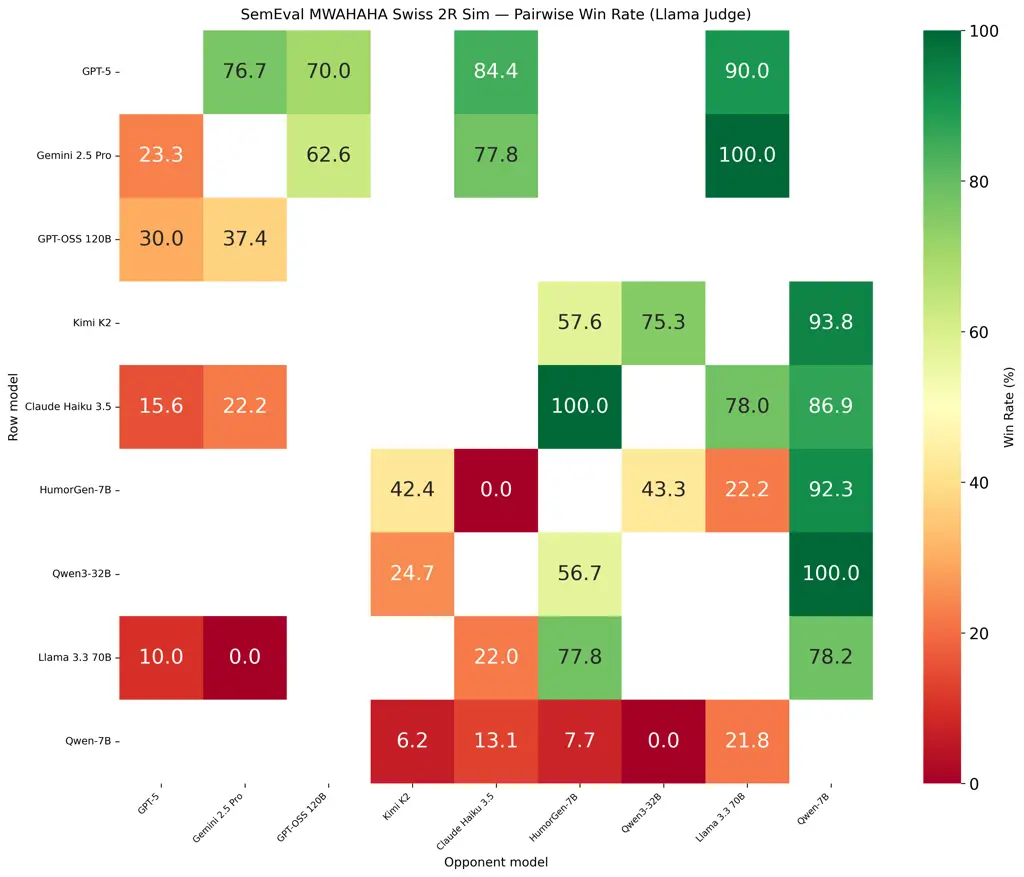 SemEval MWAHAHA Swiss 2R Sim — Pairwise Win Rate (Llama Judge)
GPT-5 76.7 70.0 84.4 90.0
Gemini 2.5 Pro 23.3 62.6 77.8 100.0
GPT-OSS 120B 30.0 37.4
Kimi K2 57.6 75.3 93.8
Claude Haiku 3.5 15.6 22.2 100.0 78.0 86.9
HumorGen-7B 42.4 0.0 43.3 22.2 92.3
Qwen3-32B 24.7 56.7 100.0
Llama 3.3 70B 10.0 0.0 22.0 77.8 78.2
Qwen-7B 6.2 13.1 7.7 0.0 21.8
Row model
GPT-5 Gemini 2.5 Pro GPT-OSS 120B Kimi K2 Claude Haiku 3.5 HumorGen-7B Qwen3-32B Llama 3.3 70B Qwen-7B
Opponent model
100
80
60
40
20
0
Win Rate (%)